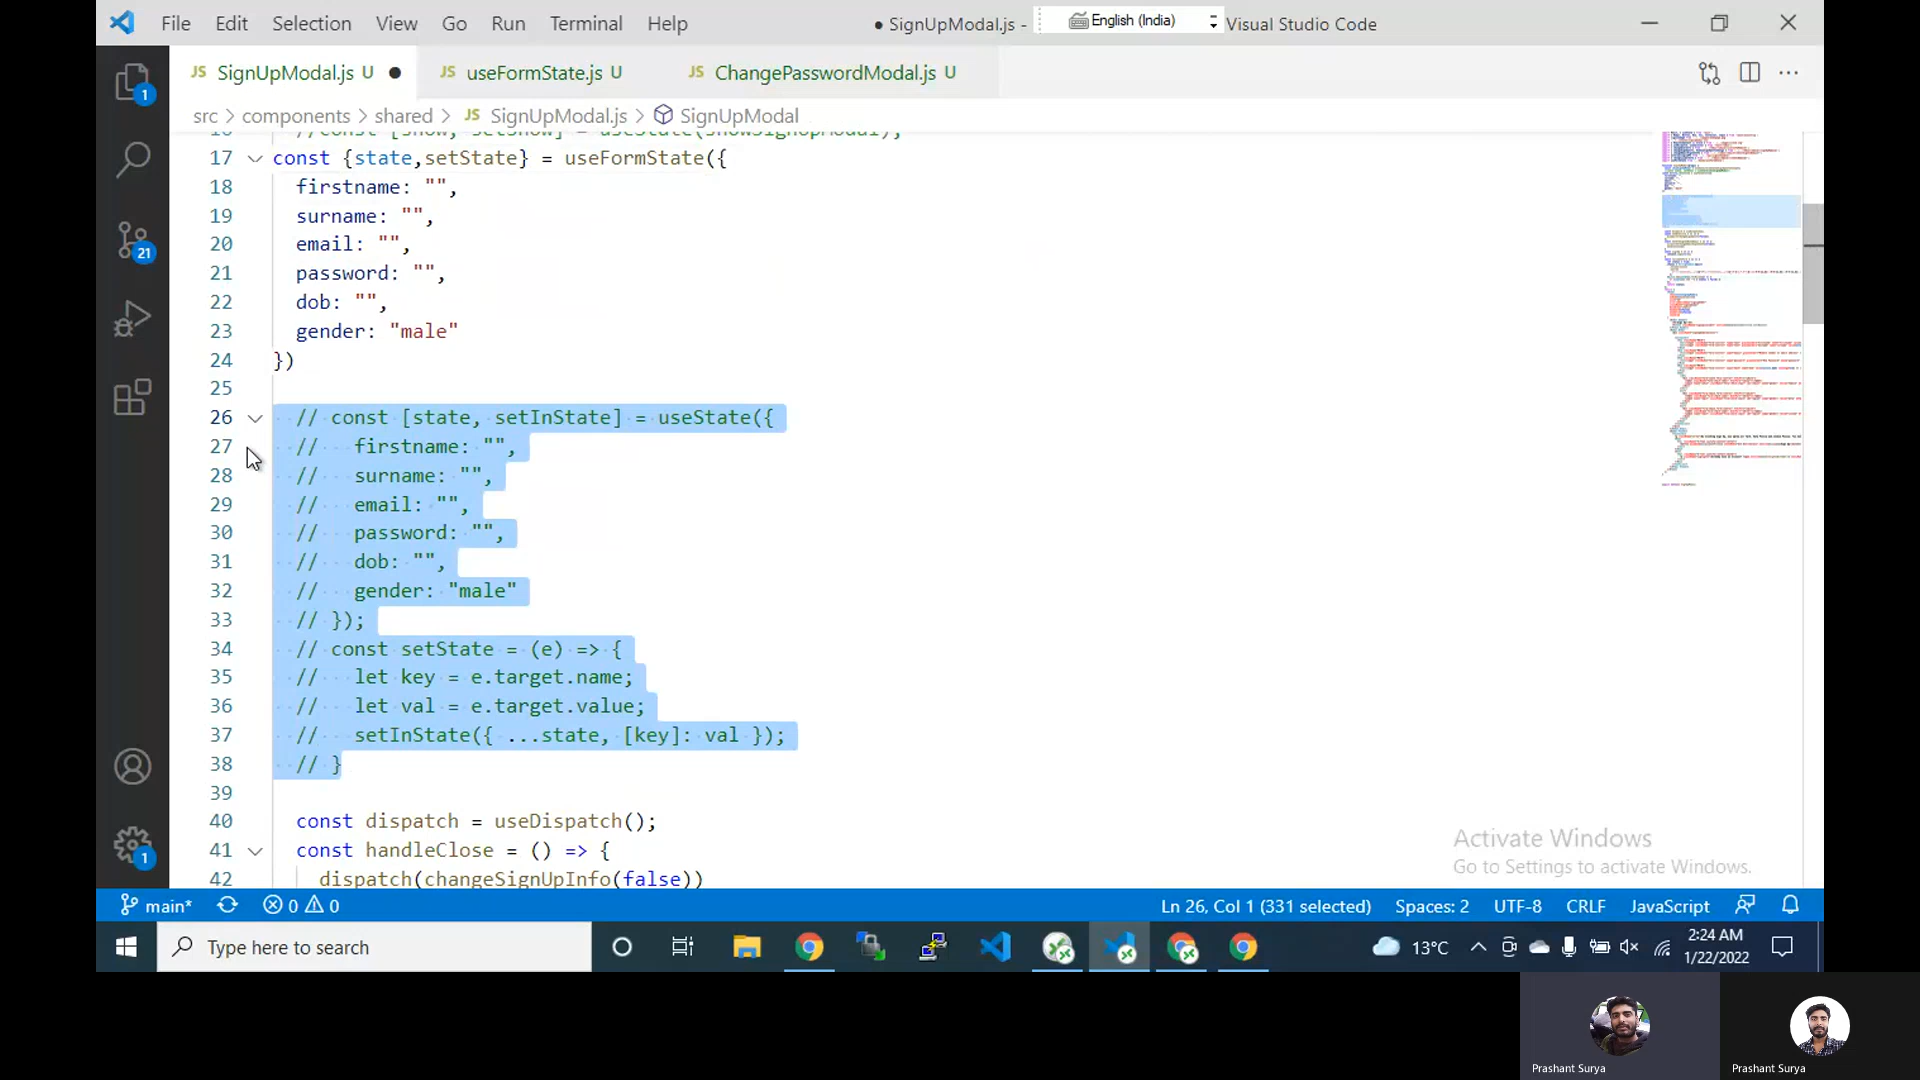 File Edit Selection View Go Run Terminal Help
● SignUpModal.js - English (India) Visual Studio Code
JS SignUpModal.js U ● JS useFormState.js U JS ChangePasswordModal.js U
src > components > shared > JS SignUpModal.js > SignUpModal
17 const {state,setState} = useFormState({
18 firstname: "",
19 surname: "",
20 email: "",
21 password: "",
22 dob: "",
23 gender: "male"
24 })
25
26 // const [state, setInState] = useState({
27 // firstname: "",
28 // surname: "",
29 // email: "",
30 // password: "",
31 // dob: "",
32 // gender: "male"
33 // });
34 // const setState = (e) => {
35 // let key = e.target.name;
36 // let val = e.target.value;
37 // setInState({ ...state, [key]: val });
38 // }
39
40 const dispatch = useDispatch();
41 const handleClose = () => {
42 dispatch(changeSignUpInfo(false))
1
21
1
Activate Windows
Go to Settings to activate Windows.
main* 0 0 Ln 26, Col 1 (331 selected) Spaces: 2 UTF-8 CRLF JavaScript
Type here to search
13°C
2:24 AM
1/22/2022
Prashant Surya
Prashant Surya